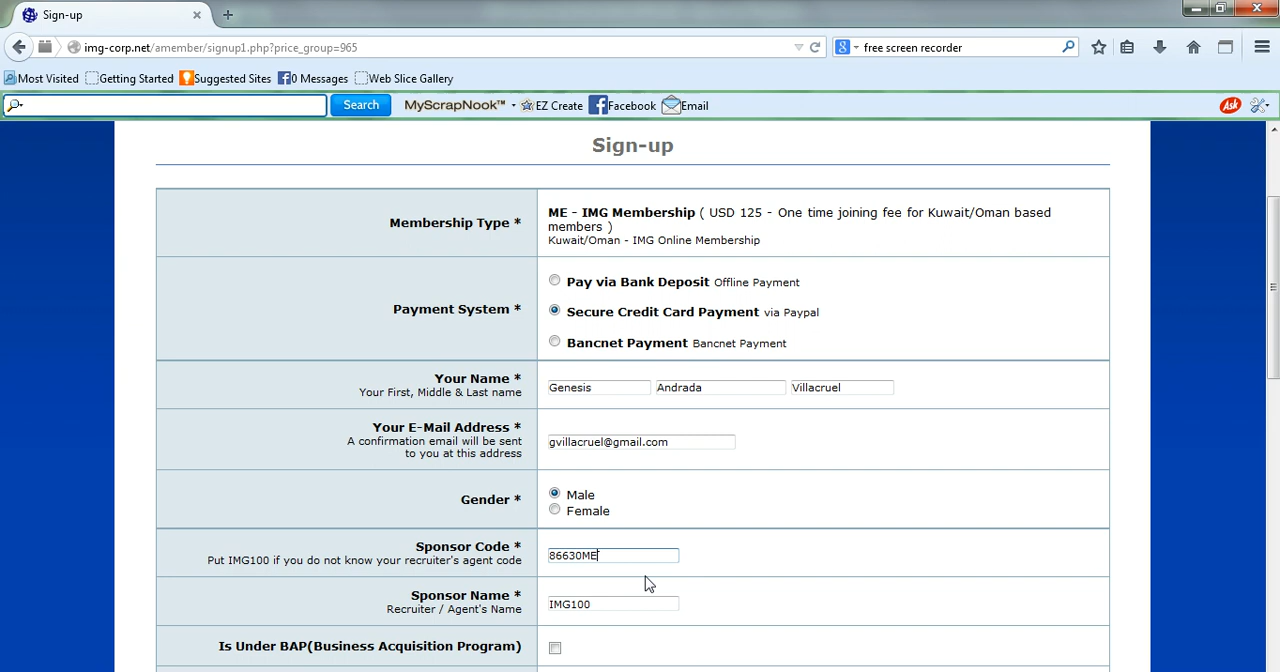 Sign-up
img-corp.net/amember/signup1.php?price_group=965
free screen recorder
Most Visited Getting Started Suggested Sites 0 Messages Web Slice Gallery
Search MyScrapNook™ EZ Create Facebook Email Ask
Sign-up
Membership Type *
ME - IMG Membership ( USD 125 - One time joining fee for Kuwait/Oman based
members )
Kuwait/Oman - IMG Online Membership
Payment System *
Pay via Bank Deposit Offline Payment
Secure Credit Card Payment via Paypal
Bancnet Payment Bancnet Payment
Your Name *
Your First, Middle & Last name
Genesis Andrada Villacruel
Your E-Mail Address *
A confirmation email will be sent
to you at this address
gvillacruel@gmail.com
Gender *
Male
Female
Sponsor Code *
Put IMG100 if you do not know your recruiter's agent code
86630ME
Sponsor Name *
Recruiter / Agent's Name
IMG100
Is Under BAP(Business Acquisition Program)